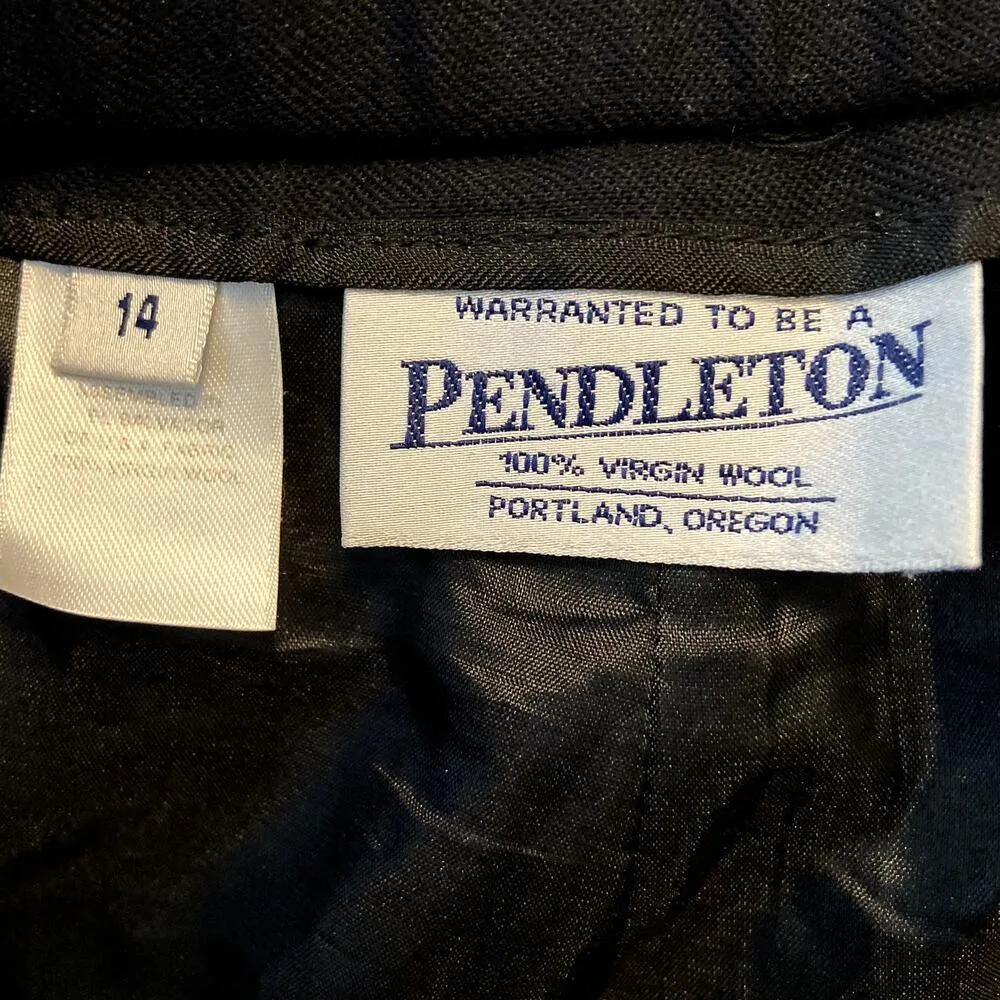 14
WARRANTED TO BE A
PENDLETON
100% VIRGIN WOOL
PORTLAND, OREGON